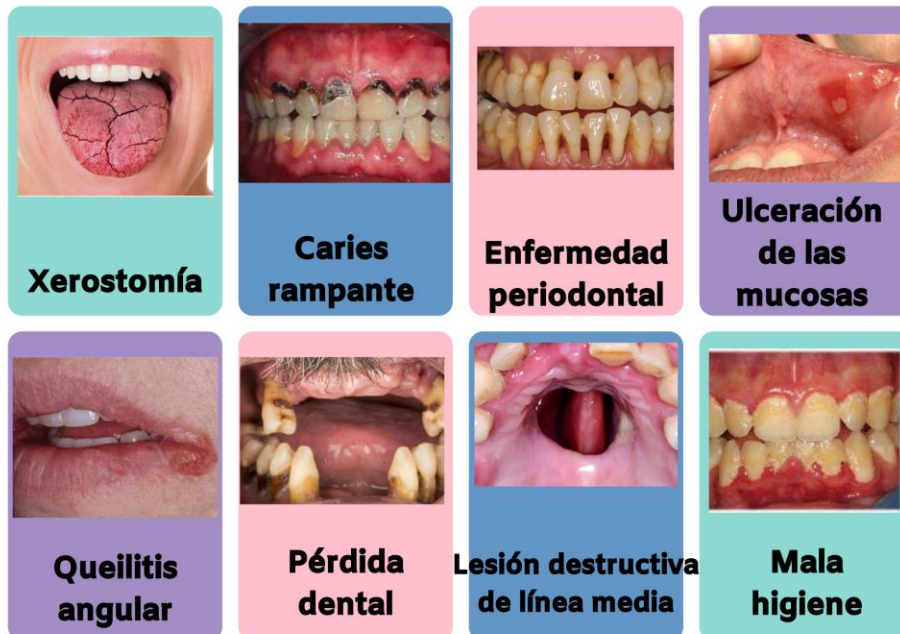 Xerostomía
Caries
rampante
Enfermedad
periodontal
Ulceración
de las
mucosas
Queilitis
angular
Pérdida
dental
Lesión destructiva
de línea media
Mala
higiene